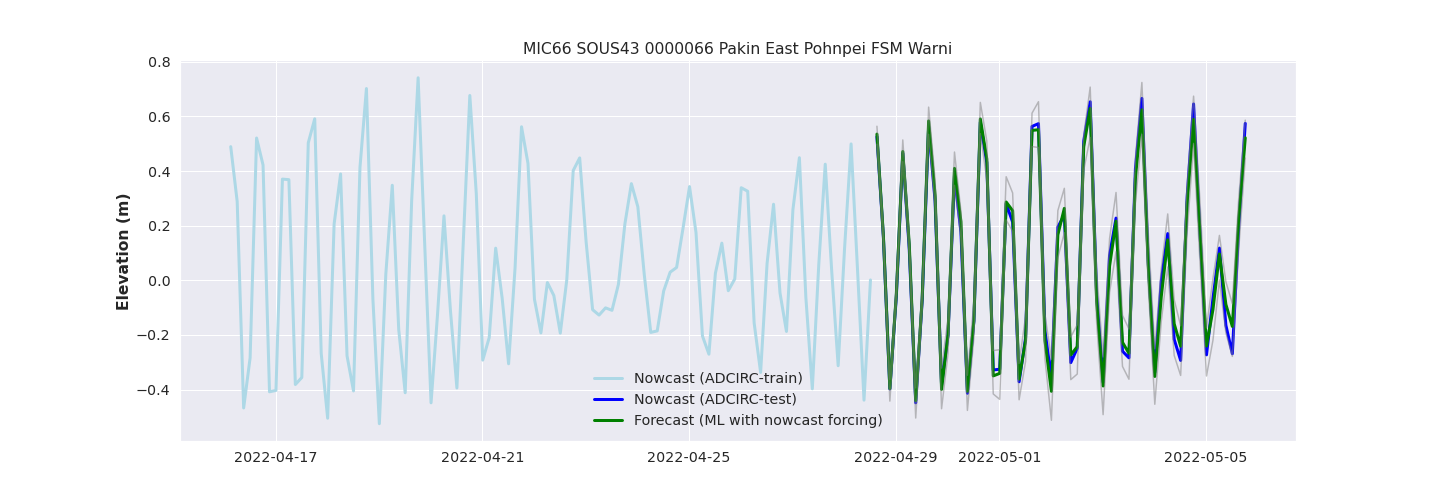 MIC66 SOUS43 0000066 Pakin East Pohnpei FSM Warni
Elevation (m)
0.8
0.6
0.4
0.2
0.0
−0.2
−0.4
Nowcast (ADCIRC-train)
Nowcast (ADCIRC-test)
Forecast (ML with nowcast forcing)
2022-04-17 2022-04-21 2022-04-25 2022-04-29 2022-05-01 2022-05-05